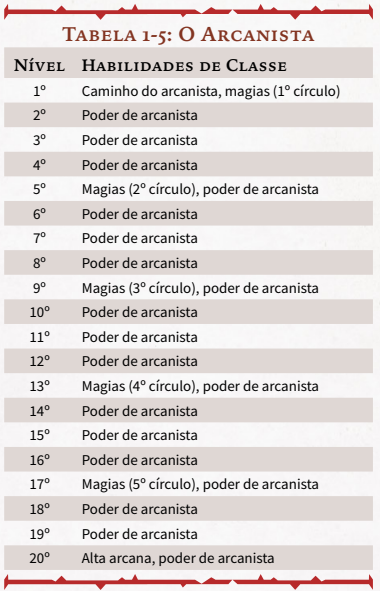 Tabela 1-5: O Arcanista
Nível Habilidades de Classe
1º Caminho do arcanista, magias (1º círculo)
2º Poder de arcanista
3º Poder de arcanista
4º Poder de arcanista
5º Magias (2º círculo), poder de arcanista
6º Poder de arcanista
7º Poder de arcanista
8º Poder de arcanista
9º Magias (3º círculo), poder de arcanista
10º Poder de arcanista
11º Poder de arcanista
12º Poder de arcanista
13º Magias (4º círculo), poder de arcanista
14º Poder de arcanista
15º Poder de arcanista
16º Poder de arcanista
17º Magias (5º círculo), poder de arcanista
18º Poder de arcanista
19º Poder de arcanista
20º Alta arcana, poder de arcanista